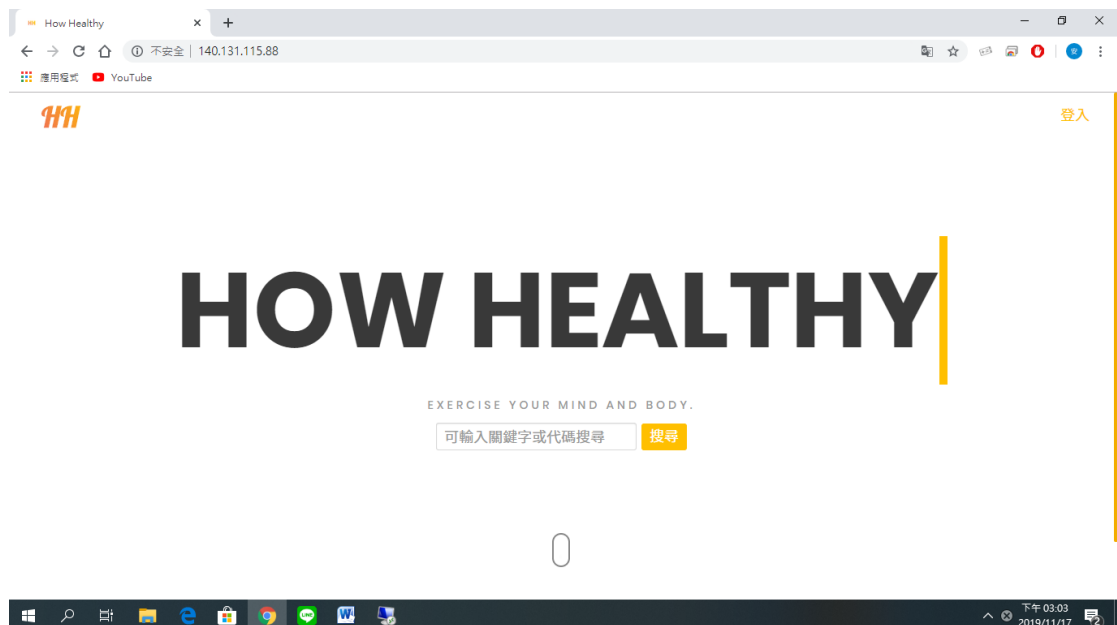 How Healthy
不安全 | 140.131.115.88
應用程式 YouTube
HH
登入
HOW HEALTHY
EXERCISE YOUR MIND AND BODY.
可輸入關鍵字或代碼搜尋 搜尋
下午 03:03
2019/11/17